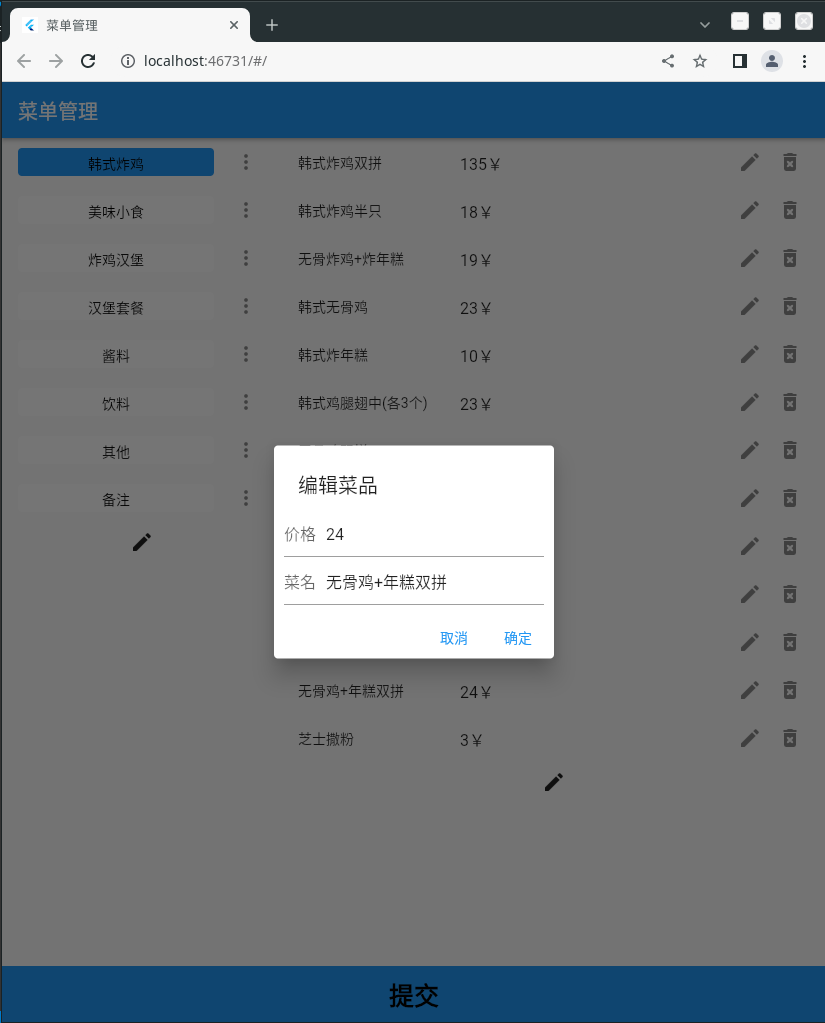 菜单管理
localhost:46731/#/
菜单管理
韩式炸鸡
韩式炸鸡双拼 135￥
美味小食
韩式炸鸡半只 18￥
炸鸡汉堡
无骨炸鸡+炸年糕 19￥
汉堡套餐
韩式无骨鸡 23￥
酱料
韩式炸年糕 10￥
饮料
韩式鸡腿翅中(各3个) 23￥
其他
备注
编辑菜品
价格 24
菜名 无骨鸡+年糕双拼
取消 确定
无骨鸡+年糕双拼 24￥
芝士撒粉 3￥
提交